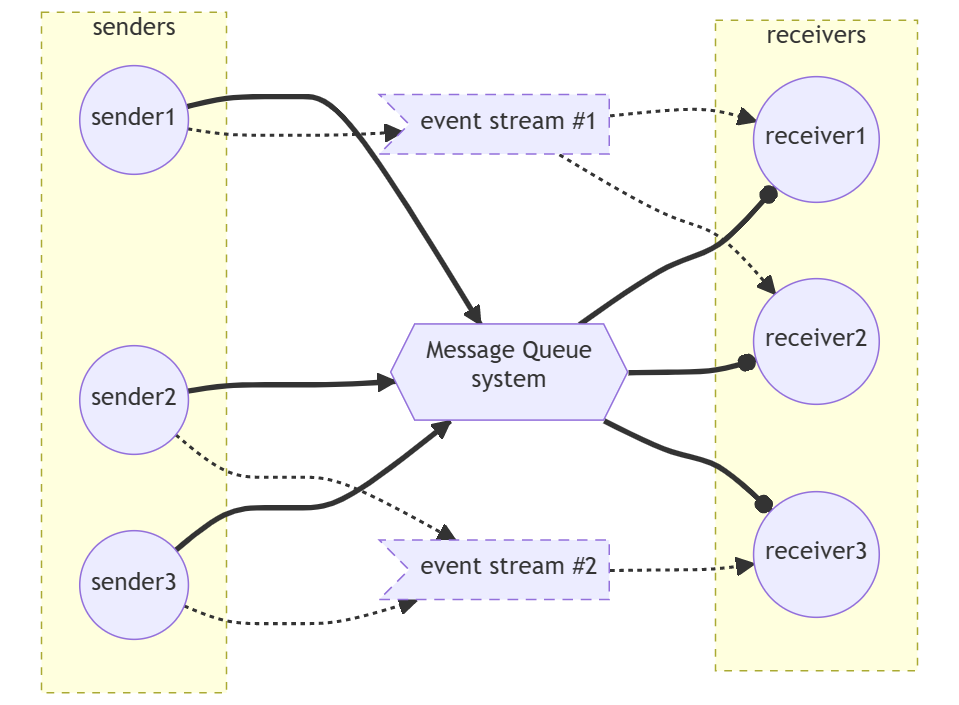 senders
receivers
sender1
event stream #1
receiver1
Message Queue
system
receiver2
sender2
event stream #2
receiver3
sender3